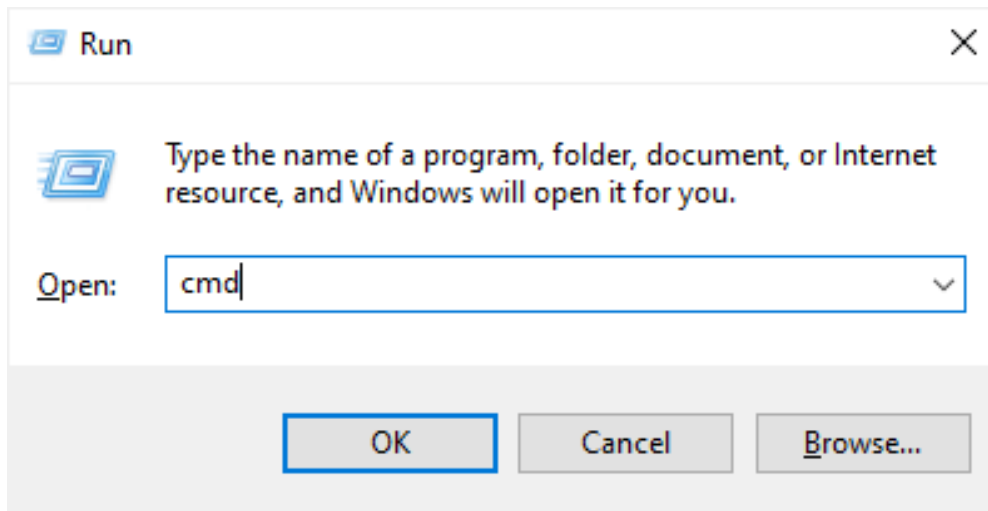 Run
Type the name of a program, folder, document, or Internet
resource, and Windows will open it for you.
Open: cmd
OK Cancel Browse...